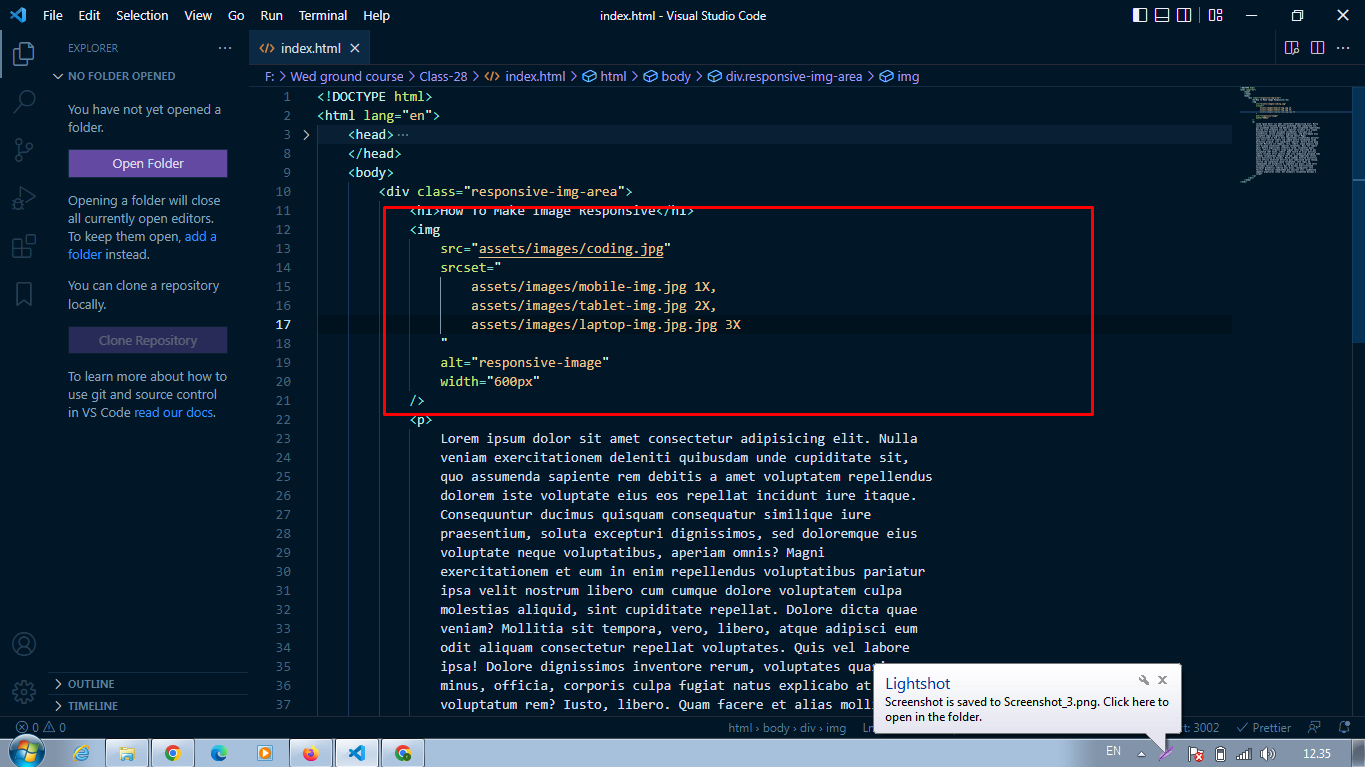 File Edit Selection View Go Run Terminal Help
index.html - Visual Studio Code
EXPLORER
NO FOLDER OPENED
You have not yet opened a
folder.
Open Folder
Opening a folder will close
all currently open editors.
To keep them open, add a
folder instead.
You can clone a repository
locally.
Clone Repository
To learn more about how to
use git and source control
in VS Code read our docs.
OUTLINE
TIMELINE
index.html
F: > Wed ground course > Class-28 > index.html > html > body > div.responsive-img-area > img
1 <!DOCTYPE html>
2 <html lang="en">
3 <head>
8 </head>
9 <body>
10 <div class="responsive-img-area">
11 <h1>How To Make Image Responsive</h1>
12 <img
13 src="assets/images/coding.jpg"
14 srcset="
15 assets/images/mobile-img.jpg 1X,
16 assets/images/tablet-img.jpg 2X,
17 assets/images/laptop-img.jpg.jpg 3X
18 "
19 alt="responsive-image"
20 width="600px"
21 />
22 <p>
23 Lorem ipsum dolor sit amet consectetur adipisicing elit. Nulla
24 veniam exercitationem deleniti quibusdam unde cupiditate sit,
25 quo assumenda sapiente rem debitis a amet voluptatem repellendus
26 dolorem iste voluptate eius eos repellat incidunt iure itaque.
27 Consequuntur ducimus quisquam consequatur similique iure
28 praesentium, soluta excepturi dignissimos, sed doloremque eius
29 voluptate neque voluptatibus, aperiam omnis? Magni
30 exercitationem et eum in enim repellendus voluptatibus pariatur
31 ipsa velit nostrum libero cum cumque dolore voluptatem culpa
32 molestias aliquid, sint cupiditate repellat. Dolore dicta quae
33 veniam? Mollitia sit tempora, vero, libero, atque adipisci eum
34 odit aliquam consectetur repellat voluptates. Quis vel labore
35 ipsa! Dolore dignissimos inventore rerum, voluptates
36 minus, officia, corporis culpa fugiat natus explicabo at
37 voluptatum rem? Iusto, libero. Quam facere et alias
Lightshot
Screenshot is saved to Screenshot_3.png. Click here to
open in the folder.
0 0
html > body > div > img
: 3002
Prettier
EN
12.35